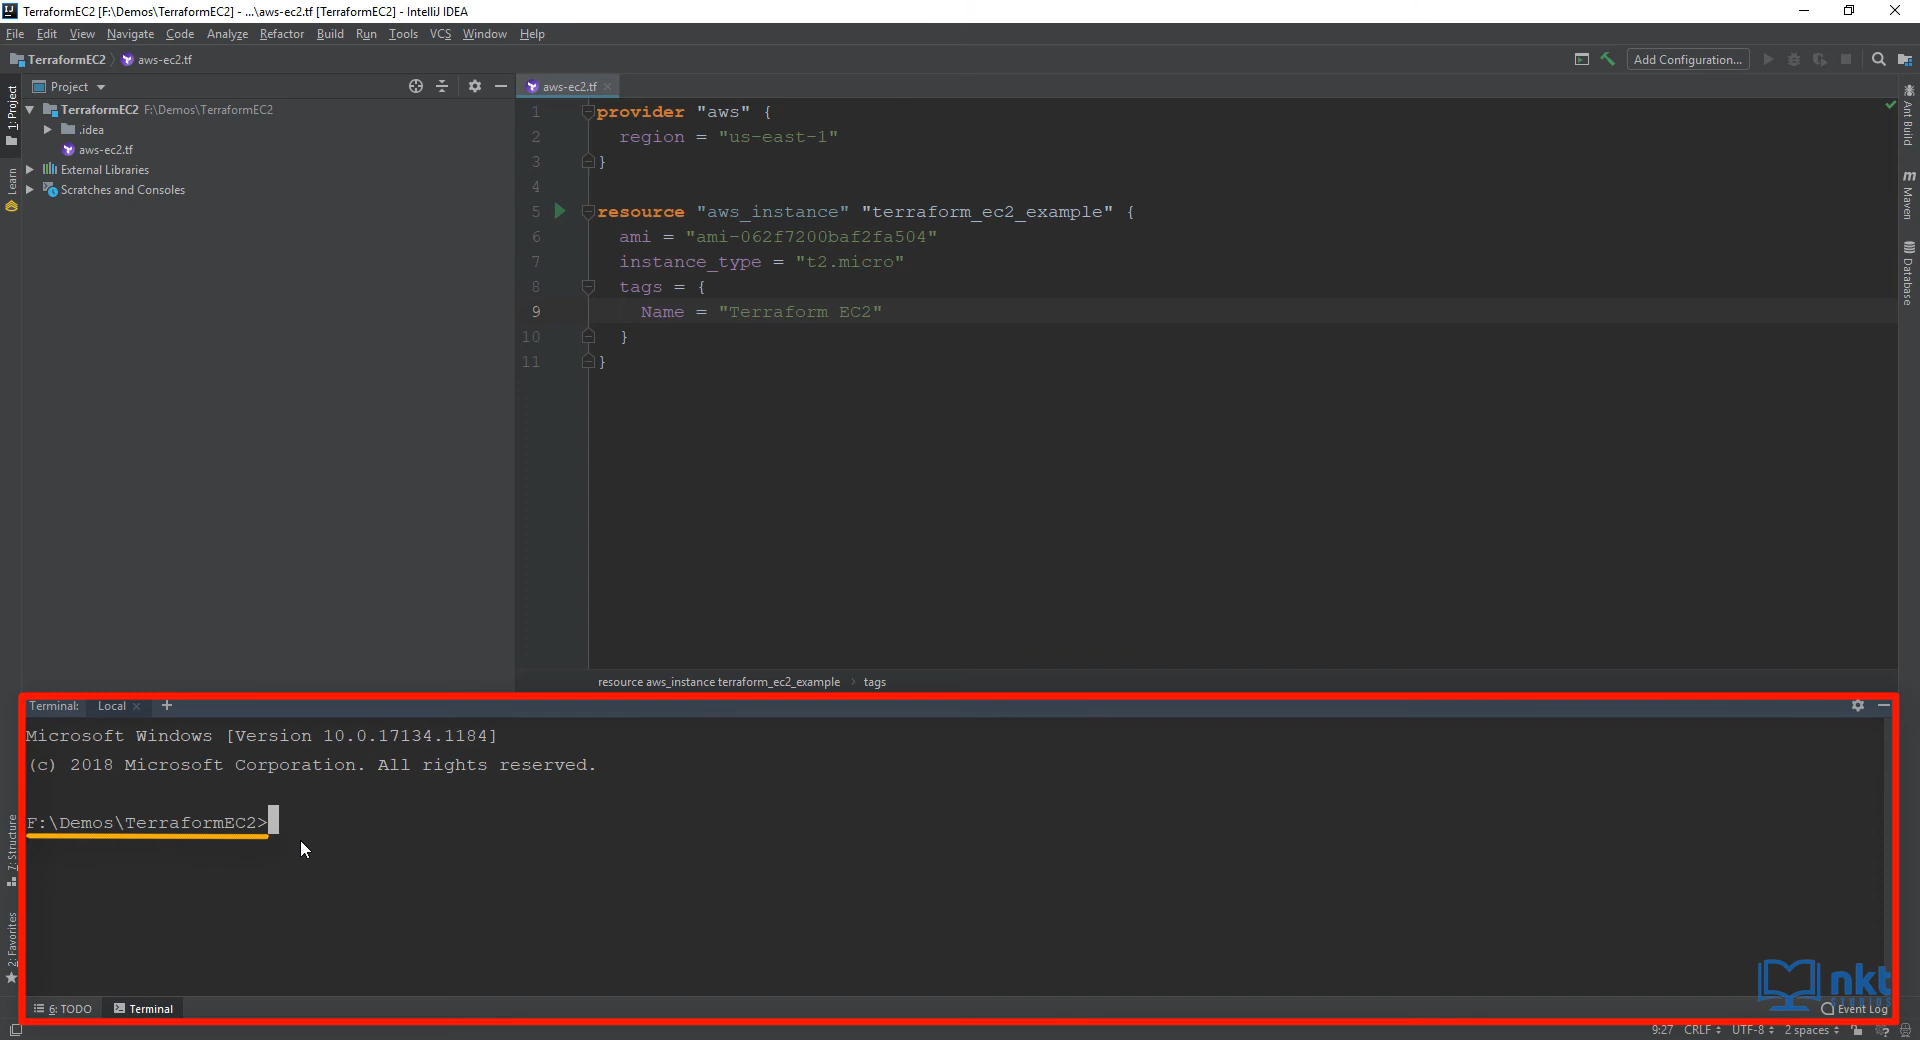 TerraformEC2 [F:\Demos\TerraformEC2] - ...\aws-ec2.tf [TerraformEC2] - IntelliJ IDEA
File Edit View Navigate Code Analyze Refactor Build Run Tools VCS Window Help
TerraformEC2 aws-ec2.tf Add Configuration...
Project
aws-ec2.tf
1: Project
Learn
TerraformEC2 F:\Demos\TerraformEC2
.idea
aws-ec2.tf
External Libraries
Scratches and Consoles
1 provider "aws" {
2 region = "us-east-1"
3 }
4
5 resource "aws_instance" "terraform_ec2_example" {
6 ami = "ami-062f7200baf2fa504"
7 instance_type = "t2.micro"
8 tags = {
9 Name = "Terraform EC2"
10 }
11 }
Ant Build
m Maven
Database
resource aws_instance terraform_ec2_example tags
Terminal: Local +
Microsoft Windows [Version 10.0.17134.1184]
(c) 2018 Microsoft Corporation. All rights reserved.
F:\Demos\TerraformEC2>
7: Structure
2: Favorites
nkt
STUDIOS
6: TODO Terminal Event Log
9:27 CRLF UTF-8 2 spaces